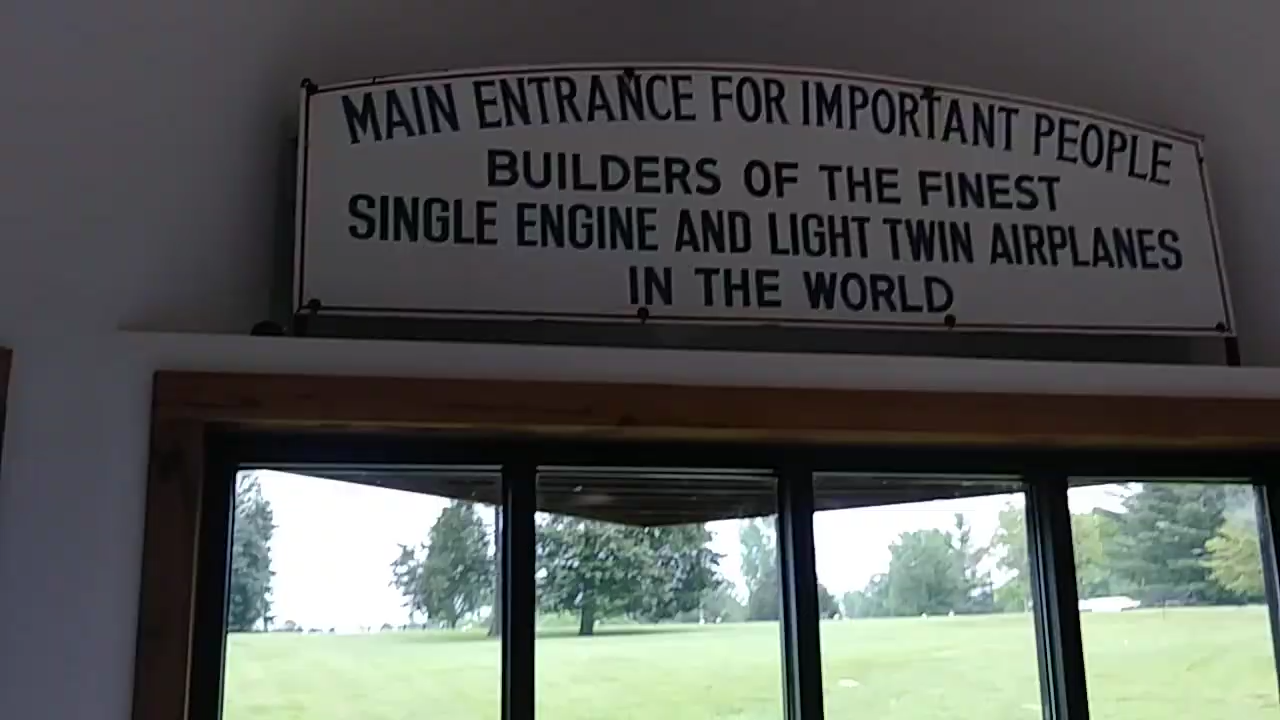 MAIN ENTRANCE FOR IMPORTANT PEOPLE
BUILDERS OF THE FINEST
SINGLE ENGINE AND LIGHT TWIN AIRPLANES
IN THE WORLD